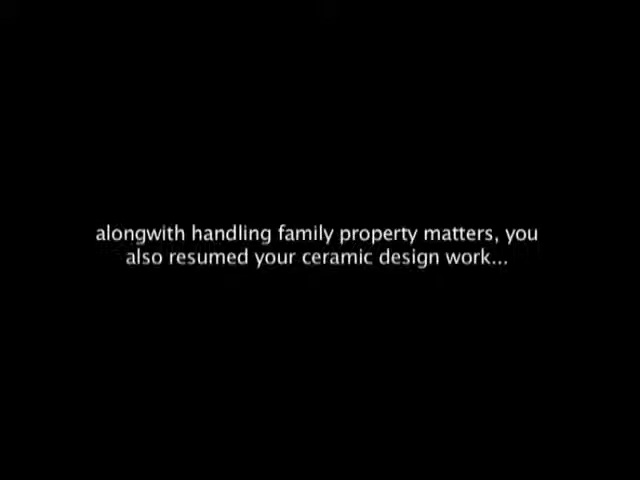 alongwith handling family property matters, you
also resumed your ceramic design work...